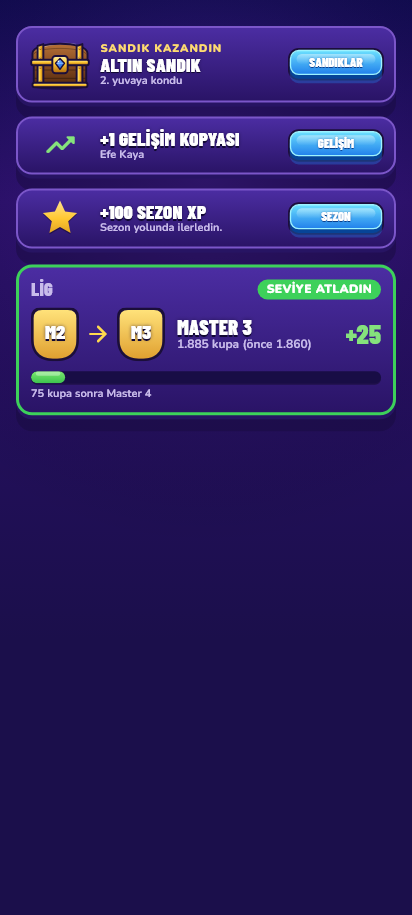 SANDIK KAZANDIN
ALTIN SANDIK
2. yuvaya kondu
SANDIKLAR
+1 GELİŞİM KOPYASI
Efe Kaya
GELİŞİM
+100 SEZON XP
Sezon yolunda ilerledin.
SEZON
LİG
SEVİYE ATLADIN
M2
M3
MASTER 3
1.885 kupa (önce 1.860)
+25
75 kupa sonra Master 4